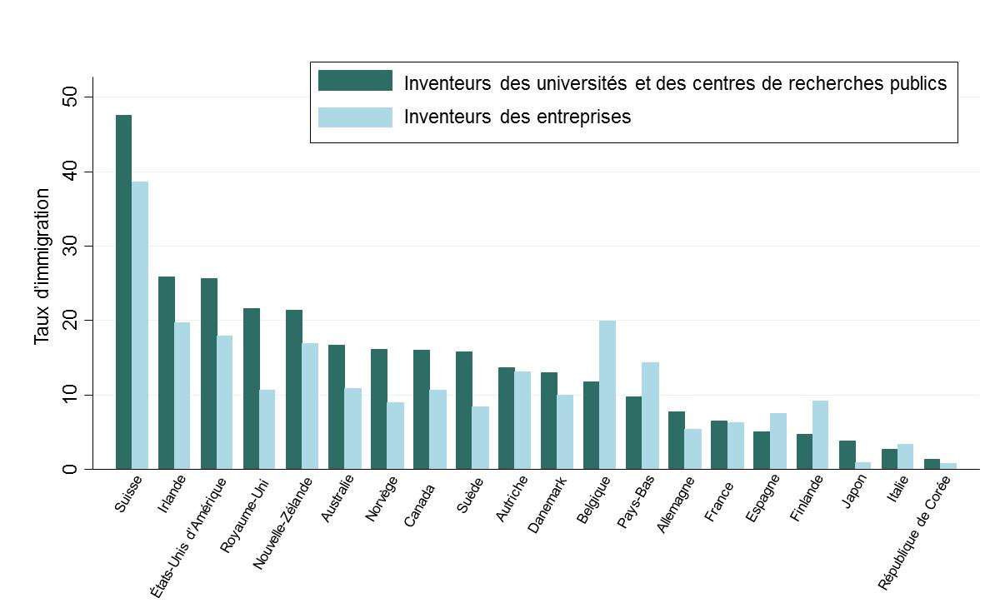 Inventeurs des universités et des centres de recherches publics
Inventeurs des entreprises
Taux d'immigration
50
40
30
20
10
0
Suisse
Irlande
États-Unis d'Amérique
Royaume-Uni
Nouvelle-Zélande
Australie
Norvège
Canada
Suède
Autriche
Danemark
Belgique
Pays-Bas
Allemagne
France
Espagne
Finlande
Japon
Italie
République de Corée